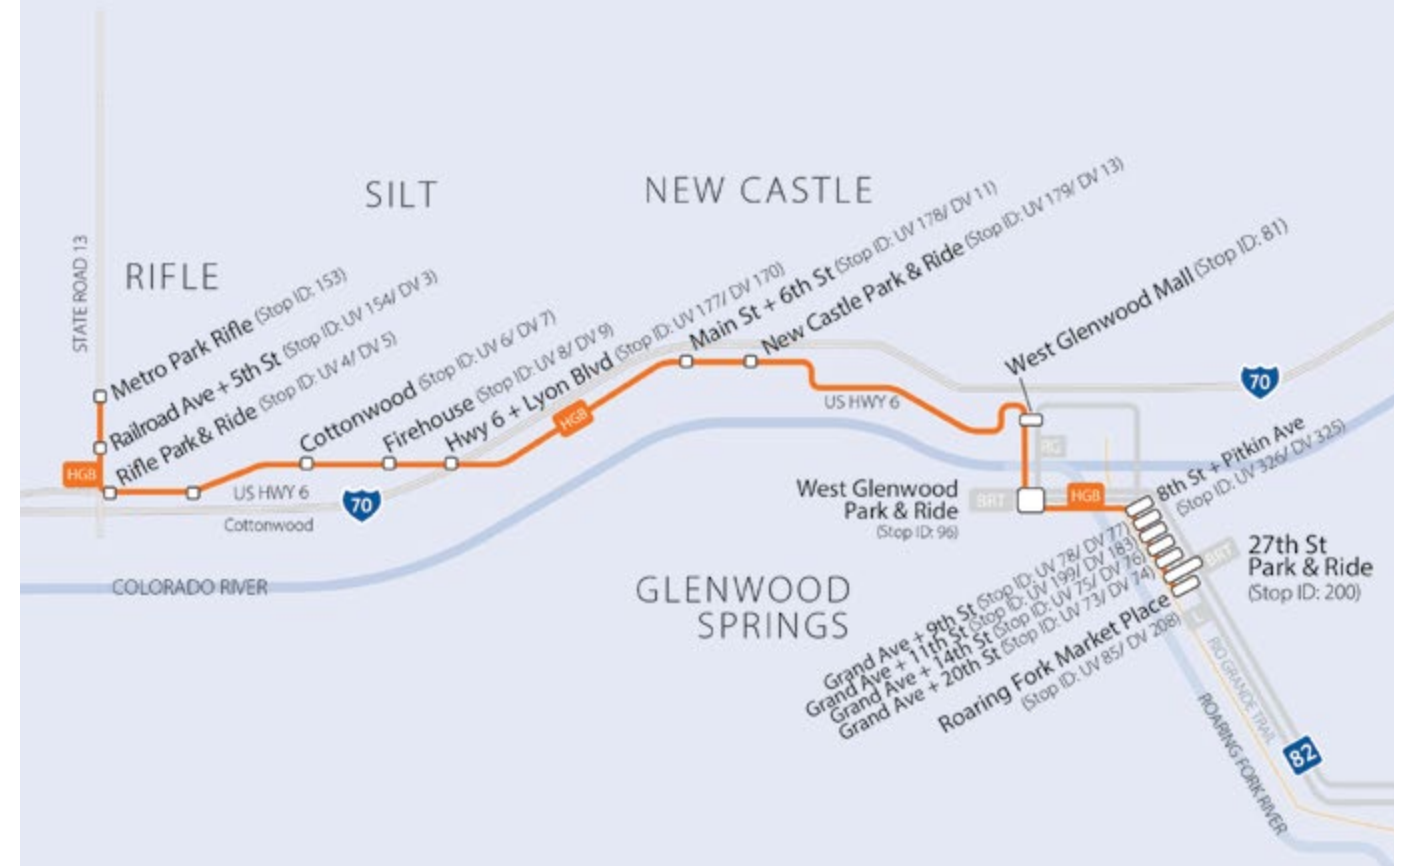 SILT
NEW CASTLE
RIFLE
STATE ROAD 13
Metro Park Rifle (Stop ID: 153)
Railroad Ave + 5th St (Stop ID: UV 154/ DV 3)
Rifle Park & Ride (Stop ID: UV 4/ DV 5)
Cottonwood (Stop ID: UV 6/ DV 7)
Firehouse (Stop ID: UV 8/ DV 9)
Hwy 6 + Lyon Blvd (Stop ID: UV 177/ DV 170)
Main St + 6th St (Stop ID: UV 178/ DV 11)
New Castle Park & Ride (Stop ID: UV 179/ DV 13)
West Glenwood Mall (Stop ID: 81)
70
HGB
US HWY 6
RG
HGB
US HWY 6
70
Cottonwood
West Glenwood
Park & Ride
(Stop ID: 96)
BRT
HGB
8th St + Pitkin Ave
(Stop ID: UV 326/ DV 325)
BRT
27th St
Park & Ride
(Stop ID: 200)
COLORADO RIVER
GLENWOOD
SPRINGS
Grand Ave + 9th St (Stop ID: UV 78/ DV 77)
Grand Ave + 11th St (Stop ID: UV 199/ DV 183)
Grand Ave + 14th St (Stop ID: UV 75/ DV 76)
Grand Ave + 20th St (Stop ID: UV 73/ DV 74)
Roaring Fork Market Place
(Stop ID: UV 85/ DV 208)
L
RIO GRANDE TRAIL
ROARING FORK RIVER
82
HGB